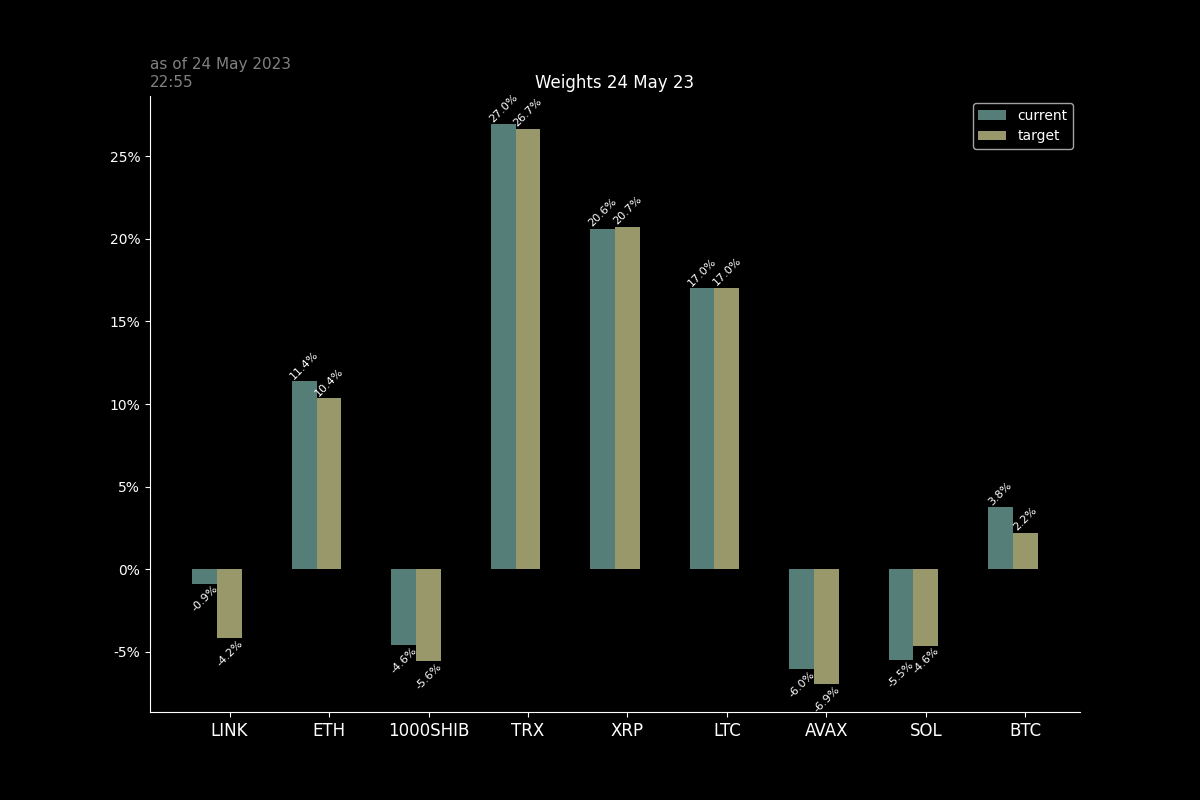 as of 24 May 2023
22:55
Weights 24 May 23
current
target
27.0%
26.7%
25%
20.6%
20.7%
20%
17.0%
17.0%
15%
11.4%
10.4%
10%
3.8%
2.2%
5%
0%
-0.9%
-4.2%
-4.6%
-5.6%
-6.0%
-6.9%
-5.5%
-4.6%
-5%
LINK
ETH
1000SHIB
TRX
XRP
LTC
AVAX
SOL
BTC